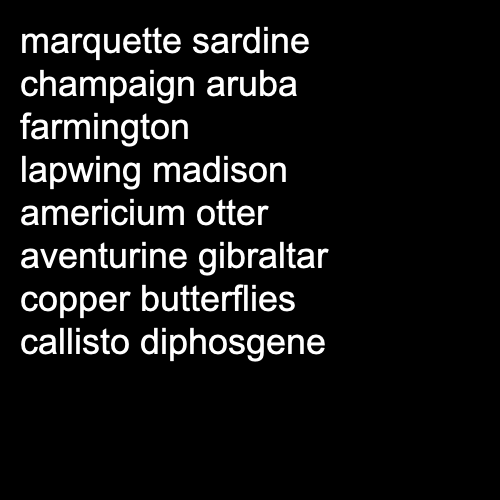 marquette sardine
champaign aruba
farmington
lapwing madison
americium otter
aventurine gibraltar
copper butterflies
callisto diphosgene